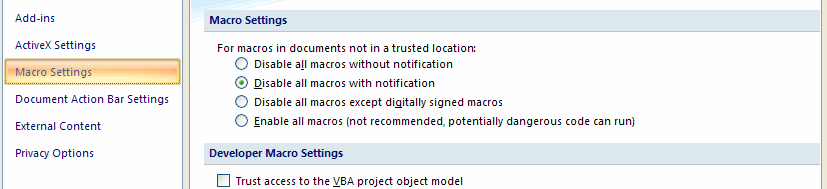 Add-ins
ActiveX Settings
Macro Settings
Document Action Bar Settings
External Content
Privacy Options
Macro Settings
For macros in documents not in a trusted location:
Disable all macros without notification
Disable all macros with notification
Disable all macros except digitally signed macros
Enable all macros (not recommended, potentially dangerous code can run)
Developer Macro Settings
Trust access to the VBA project object model